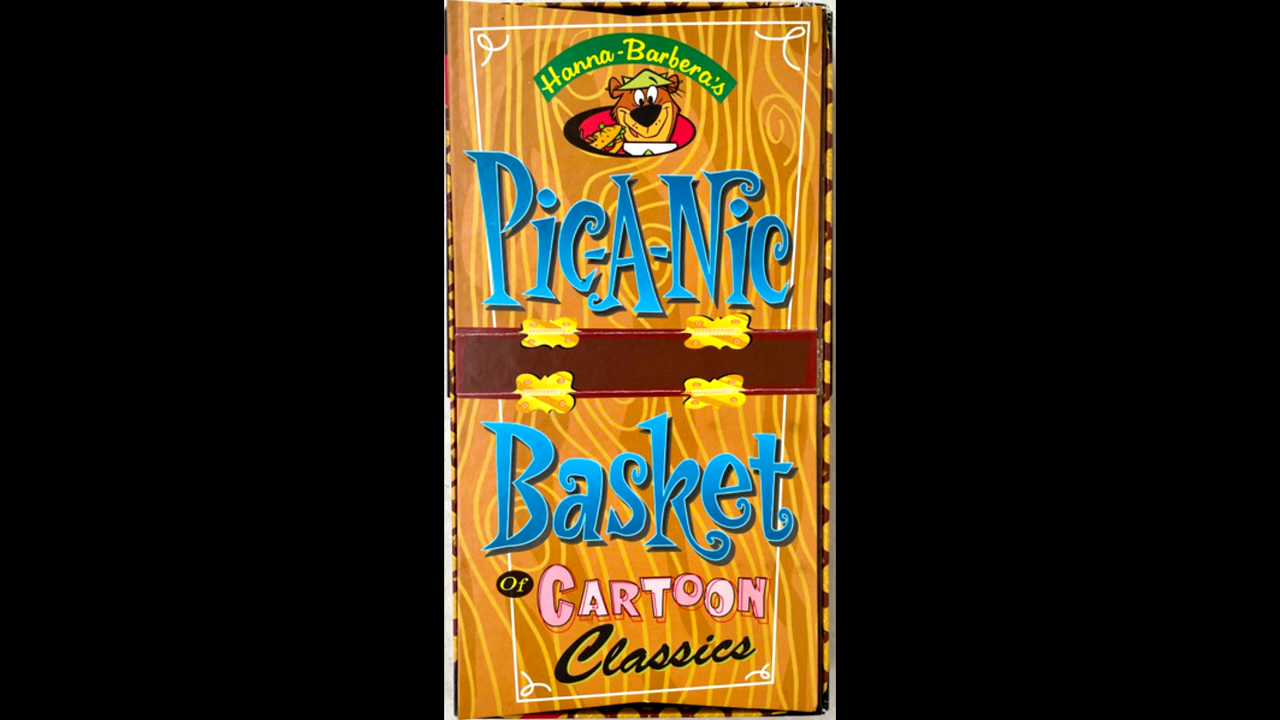 Hanna-Barbera's
Pic-A-Nic
Basket
Of CARTOON
Classics